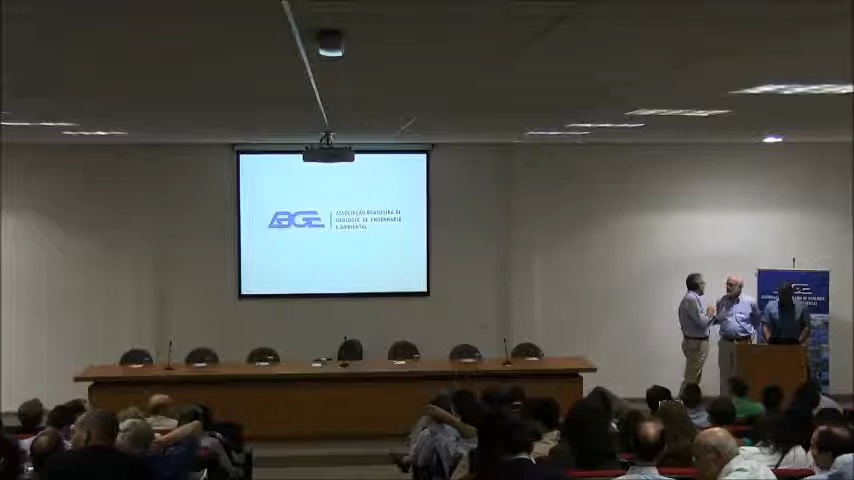 ABGE
ASSOCIAÇÃO BRASILEIRA DE
GEOLOGIA DE ENGENHARIA
E AMBIENTAL